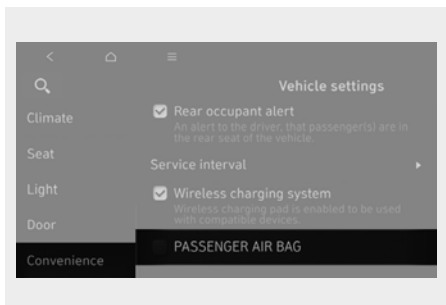 Vehicle settings
Climate
Seat
Light
Door
Convenience
Rear occupant alert
An alert to the driver, that passenger(s) are in
the rear seat of the vehicle.
Service interval
Wireless charging system
Wireless charging pad is enabled to be used
with compatible devices.
PASSENGER AIR BAG